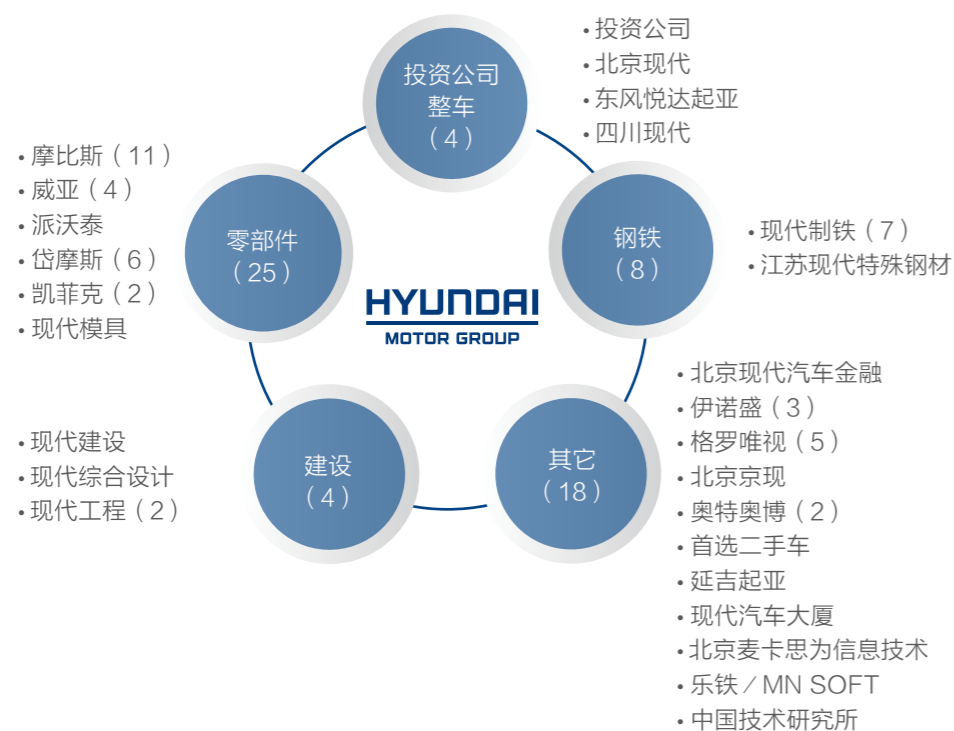 投资公司
整车
（4）
• 投资公司
• 北京现代
• 东风悦达起亚
• 四川现代
• 摩比斯（11）
• 威亚（4）
• 派沃泰
• 岱摩斯（6）
• 凯菲克（2）
• 现代模具
零部件
（25）
钢铁
（8）
• 现代制铁（7）
• 江苏现代特殊钢材
HYUNDAI
MOTOR GROUP
• 现代建设
• 现代综合设计
• 现代工程（2）
建设
（4）
其它
（18）
• 北京现代汽车金融
• 伊诺盛（3）
• 格罗唯视（5）
• 北京京现
• 奥特奥博（2）
• 首选二手车
• 延吉起亚
• 现代汽车大厦
• 北京麦卡思为信息技术
• 乐铁／MN SOFT
• 中国技术研究所